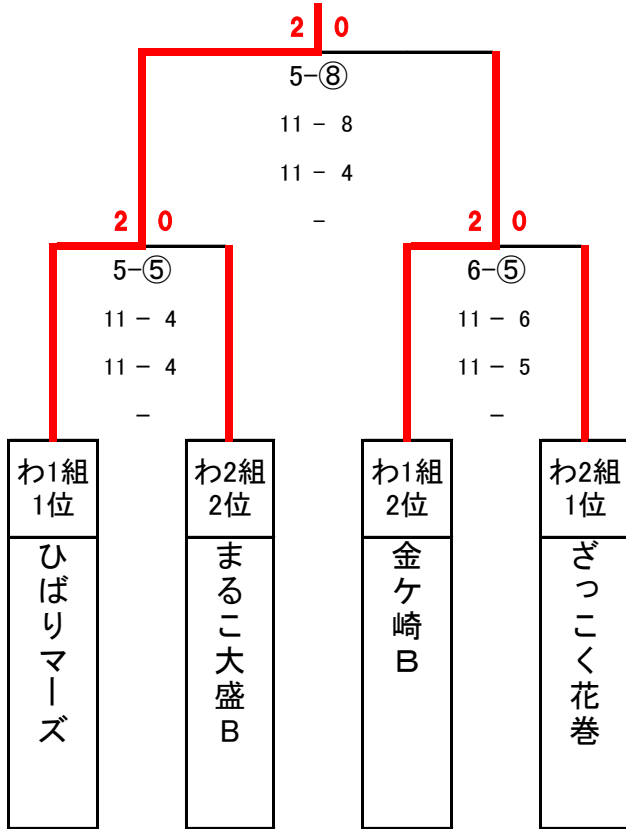 2 0
5-⑧
11 - 8
11 - 4
-
2 0
2 0
5-⑤
6-⑤
11 - 4
11 - 6
11 - 4
11 - 5
-
-
わ1組
1位
わ2組
2位
わ1組
2位
わ2組
1位
ひばりマーズ
まるこ大盛B
金ケ崎B
ざっこく花巻